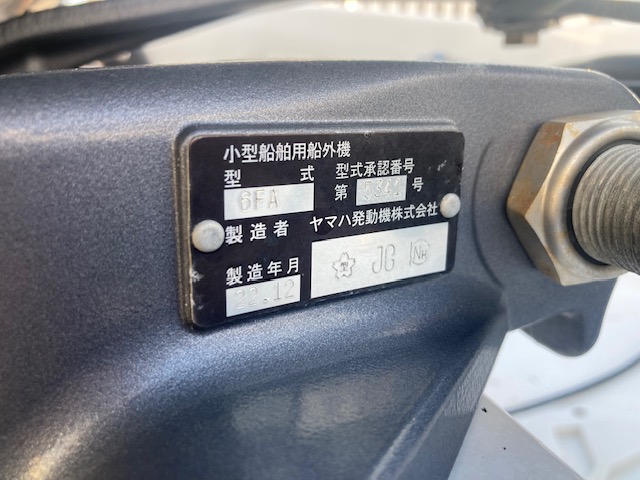 小型船舶用船外機
型 式 型式承認番号
6FA 第 5341 号
製造者 ヤマハ発動機株式会社
製造年月
22.12 JG NK